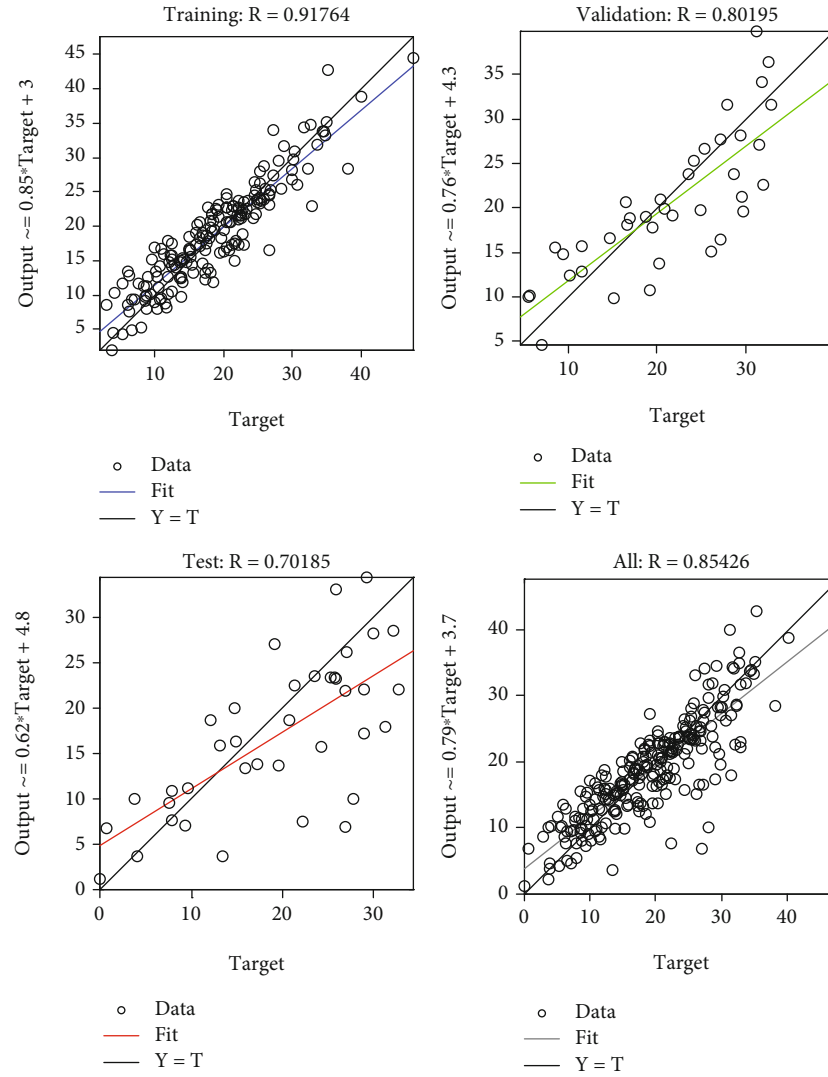 Training: R = 0.91764
Output ~= 0.85*Target + 3
45
40
35
30
25
20
15
10
5
10
20
30
40
Target
Data
Fit
Y = T
Validation: R = 0.80195
Output ~= 0.76*Target + 4.3
35
30
25
20
15
10
5
10
20
30
Target
Data
Fit
Y = T
Test: R = 0.70185
Output ~= 0.62*Target + 4.8
30
25
20
15
10
5
0
0
10
20
30
Target
Data
Fit
Y = T
All: R = 0.85426
Output ~= 0.79*Target + 3.7
40
30
20
10
0
0
10
20
30
40
Target
Data
Fit
Y = T